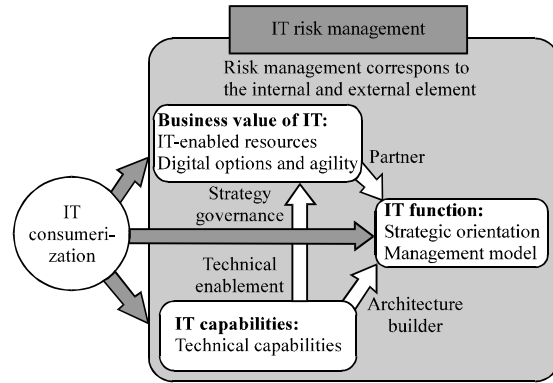 IT risk management
Risk management correspons to
the internal and external element
Business value of IT:
IT-enabled resources
Digital options and agility
Partner
Strategy
governance
IT
consumeri-
zation
IT function:
Strategic orientation
Management model
Technical
enablement
Architecture
builder
IT capabilities:
Technical capabilities